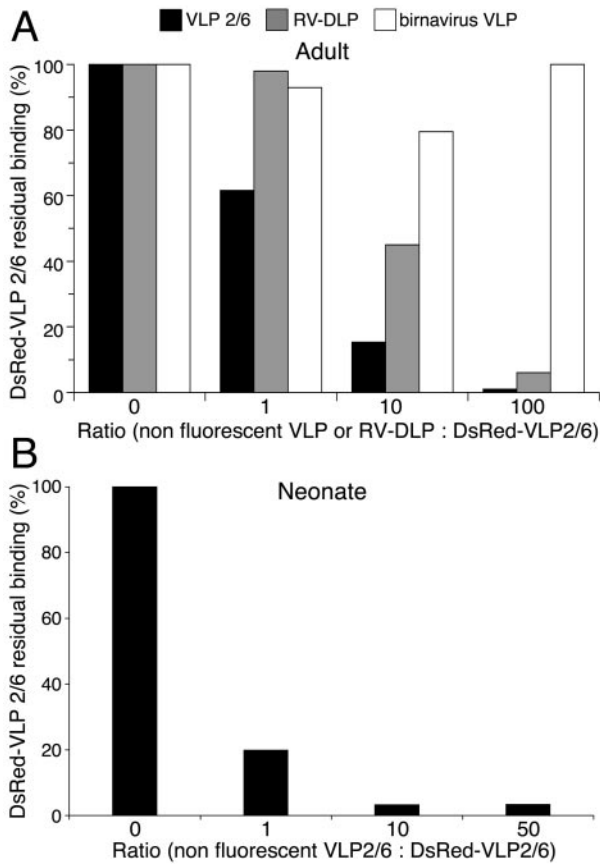 A
VLP 2/6 RV-DLP birnavirus VLP
Adult
DsRed-VLP 2/6 residual binding (%)
100
80
60
40
20
0
0 1 10 100
Ratio (non fluorescent VLP or RV-DLP : DsRed-VLP2/6)
B
Neonate
DsRed-VLP 2/6 residual binding (%)
100
80
60
40
20
0
0 1 10 50
Ratio (non fluorescent VLP2/6 : DsRed-VLP2/6)